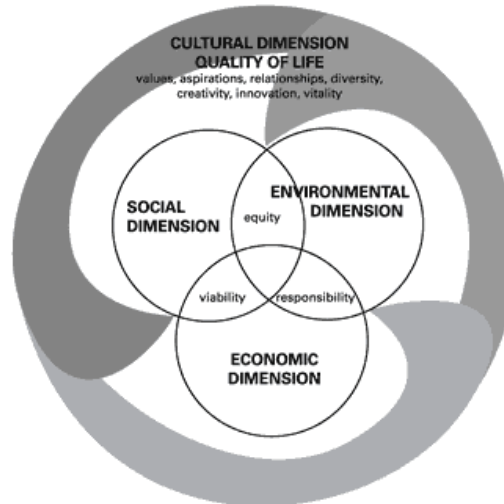 CULTURAL DIMENSION
QUALITY OF LIFE
values, aspirations, relationships, diversity,
creativity, innovation, vitality
SOCIAL
DIMENSION
equity
ENVIRONMENTAL
DIMENSION
viability
responsibility
ECONOMIC
DIMENSION